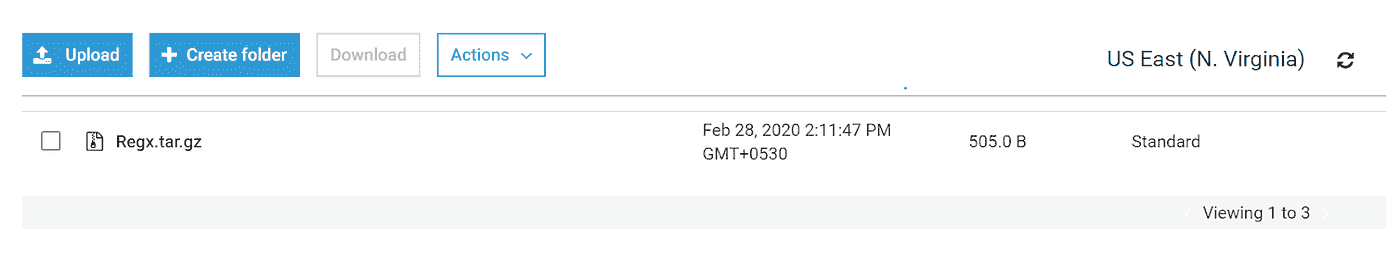 Upload Create folder Download Actions US East (N. Virginia)
Regx.tar.gz Feb 28, 2020 2:11:47 PM GMT+0530 505.0 B Standard
Viewing 1 to 3